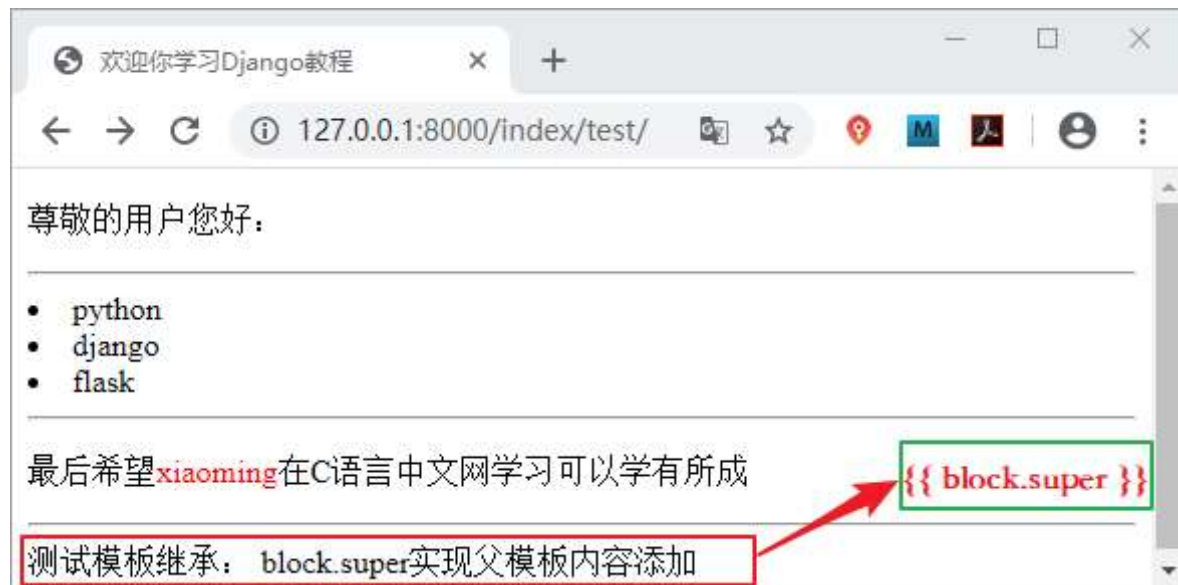 欢迎你学习Django教程
127.0.0.1:8000/index/test/
尊敬的用户您好：
python
django
flask
最后希望xiaoming在C语言中文网学习可以学有所成
{{ block.super }}
测试模板继承： block.super实现父模板内容添加